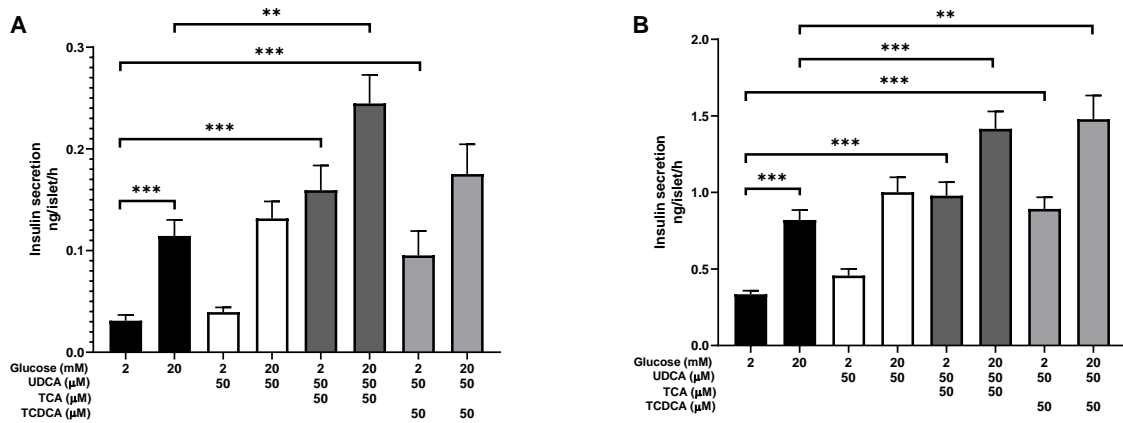 A
**
***
***
***
Insulin secretion
ng/islet/h
0.3
0.2
0.1
0.0
Glucose (mM) 2 20 2 20 2 20 2 20
UDCA (μM) 50 50 50 50 50 50
TCA (μM) 50 50
TCDCA (μM) 50 50
B
**
***
***
***
***
Insulin secretion
ng/islet/h
2.0
1.5
1.0
0.5
0.0
Glucose (mM) 2 20 2 20 2 20 2 20
UDCA (μM) 50 50 50 50 50 50
TCA (μM) 50 50
TCDCA (μM) 50 50